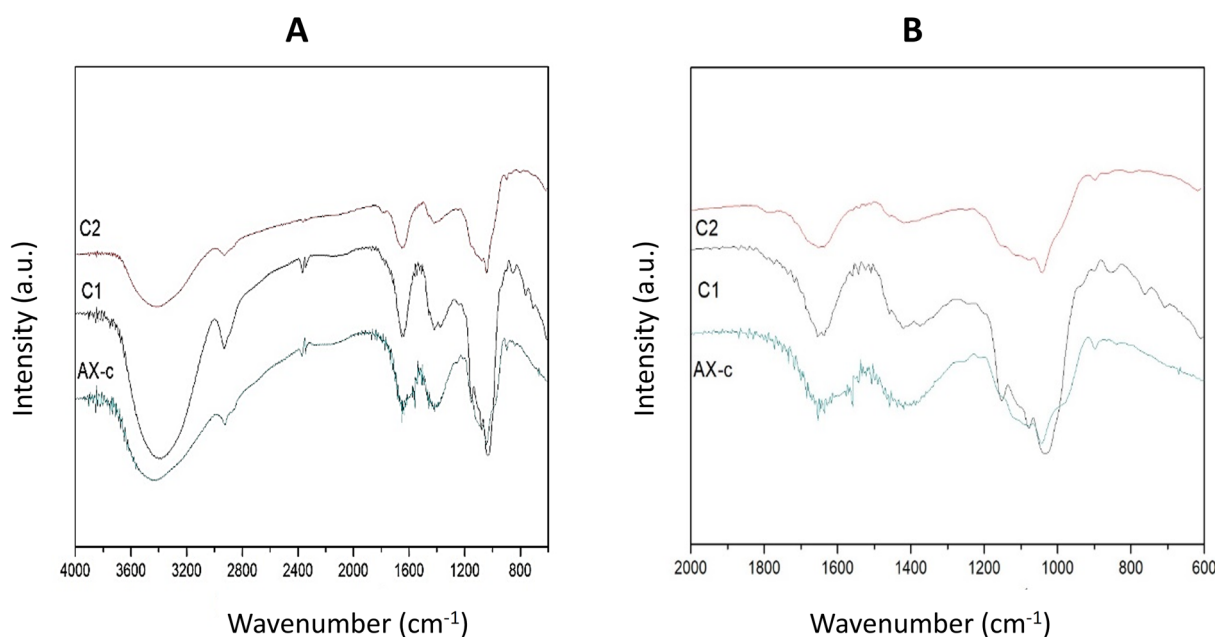 A
B
C2
C1
AX-c
Intensity (a.u.)
4000 3600 3200 2800 2400 2000 1600 1200 800
Wavenumber (cm-1)
C2
C1
AX-c
Intensity (a.u.)
2000 1800 1600 1400 1200 1000 800 600
Wavenumber (cm-1)